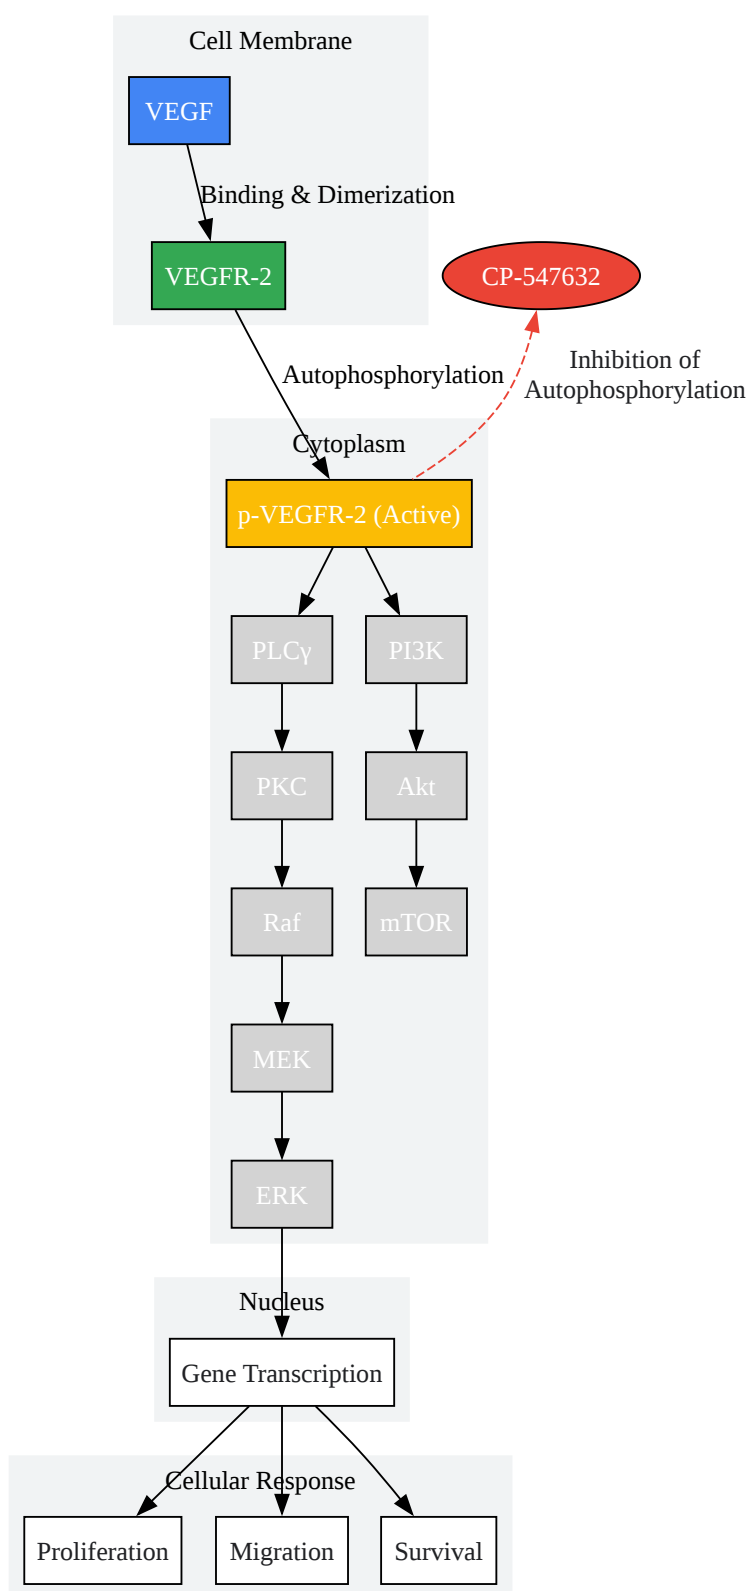 Cell Membrane
VEGF
Binding & Dimerization
VEGFR-2
CP-547632
Autophosphorylation
Inhibition of
Autophosphorylation
Cytoplasm
p-VEGFR-2 (Active)
PLCγ
PI3K
PKC
Akt
Raf
mTOR
MEK
ERK
Nucleus
Gene Transcription
Cellular Response
Proliferation
Migration
Survival